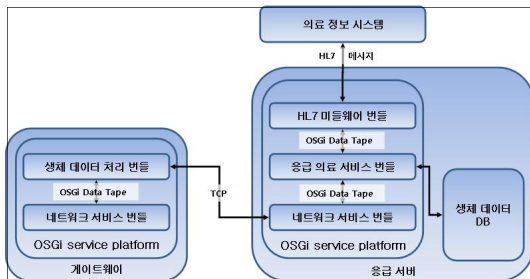 의료 정보 시스템
HL7 메시지
HL7 미들웨어 번들
OSGi Data Tape
응급 의료 서비스 번들
OSGi Data Tape
네트워크 서비스 번들
OSGi service platform
생체 데이터 DB
응급 서버
TCP
생체 데이터 처리 번들
OSGi Data Tape
네트워크 서비스 번들
OSGi service platform
게이트웨이